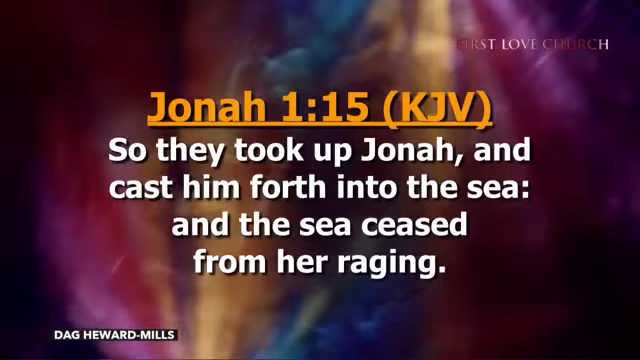 FIRST LOVE CHURCH
Jonah 1:15 (KJV)
So they took up Jonah, and
cast him forth into the sea:
and the sea ceased
from her raging.
DAG HEWARD-MILLS